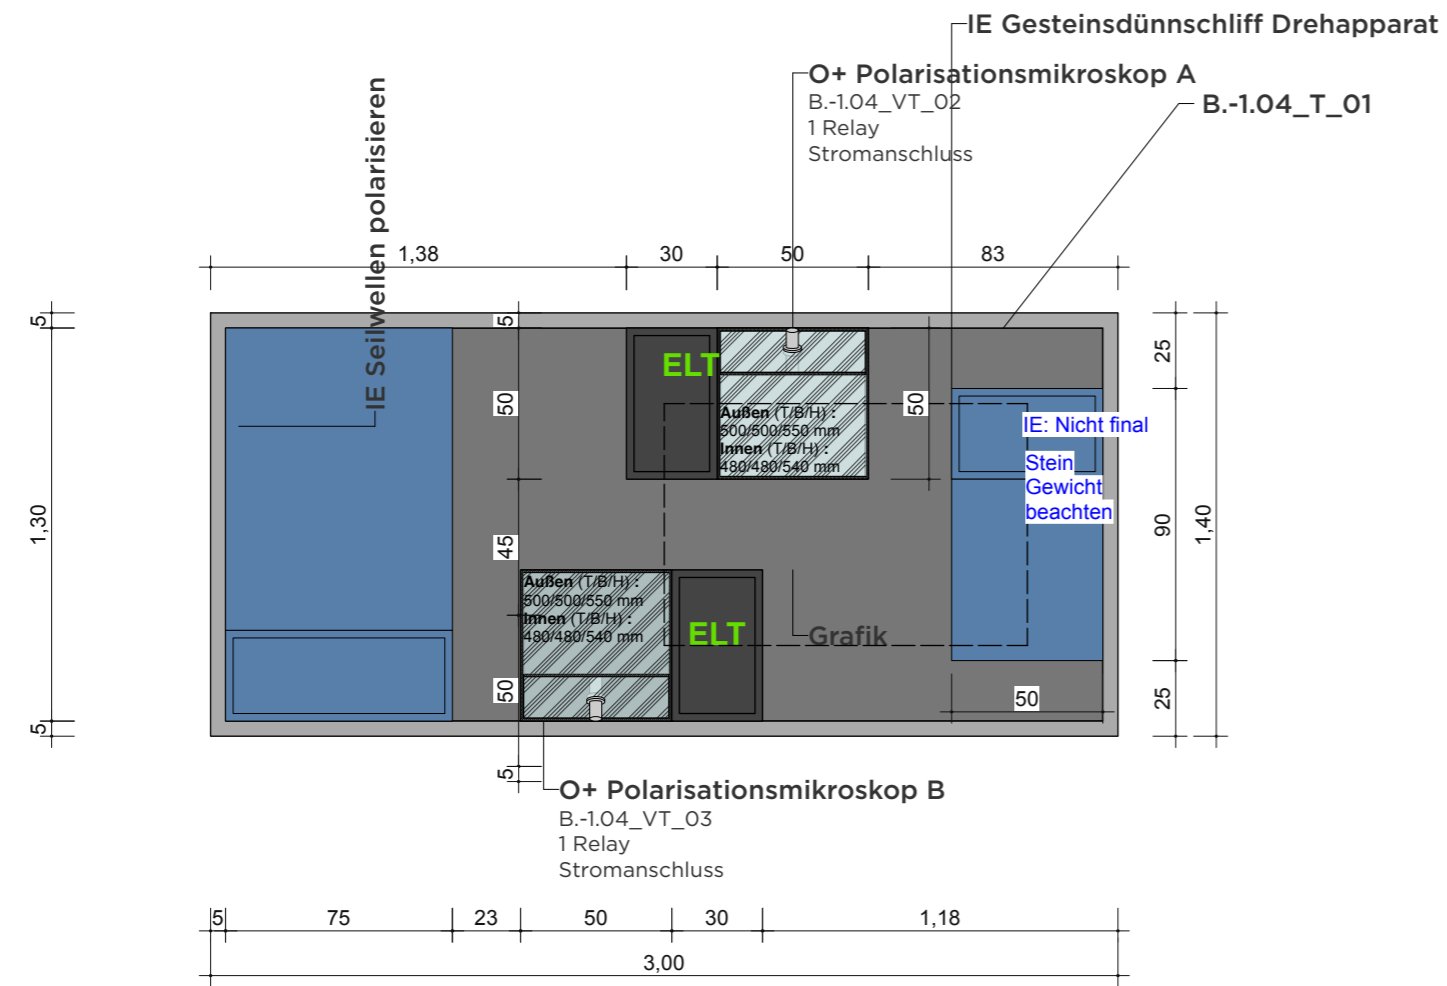 IE Gesteinsdünnschliff Drehapparat
O+ Polarisationsmikroskop A
B.-1.04_VT_02
1 Relay
Stromanschluss
B.-1.04_T_01
IE Seilwellen polarisieren
1,38
30
50
83
5
1,30
5
5
50
45
50
5
ELT
Außen (T/B/H) :
500/500/550 mm
Innen (T/B/H) :
480/480/540 mm
50
IE: Nicht final
Stein
Gewicht
beachten
25
90
25
1,40
Außen (T/B/H) :
500/500/550 mm
Innen (T/B/H) :
480/480/540 mm
ELT
Grafik
50
O+ Polarisationsmikroskop B
B.-1.04_VT_03
1 Relay
Stromanschluss
5
75
23
50
30
1,18
3,00